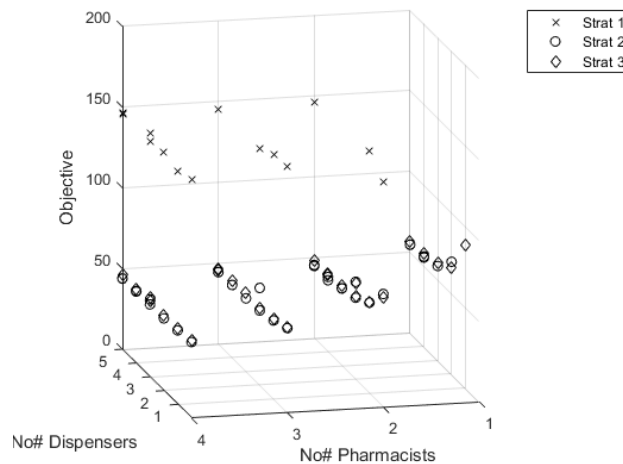 200
150
100
50
0
Objective
5
4
3
2
1
No# Dispensers
4
3
2
1
No# Pharmacists
Strat 1
Strat 2
Strat 3